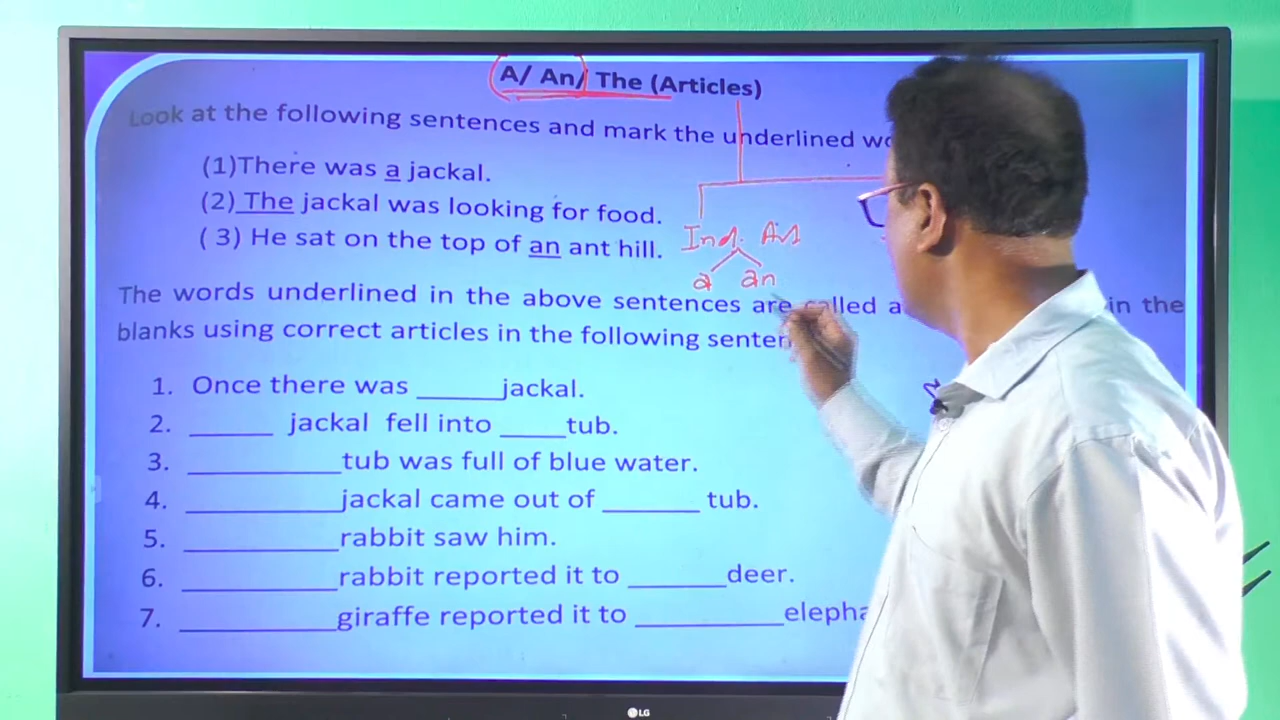 A/ An/ The (Articles)
Look at the following sentences and mark the underlined
(1)There was a jackal.
(2) The jackal was looking for food.
( 3) He sat on the top of an ant hill.
Ind. Art
a an
The words underlined in the above sentences are called in the
blanks using correct articles in the following
1. Once there was ______jackal.
2. ______ jackal fell into _____tub.
3. ___________tub was full of blue water.
4. ___________jackal came out of _______ tub.
5. ___________rabbit saw him.
6. ___________rabbit reported it to _______deer.
7. ___________giraffe reported it to __________
LG